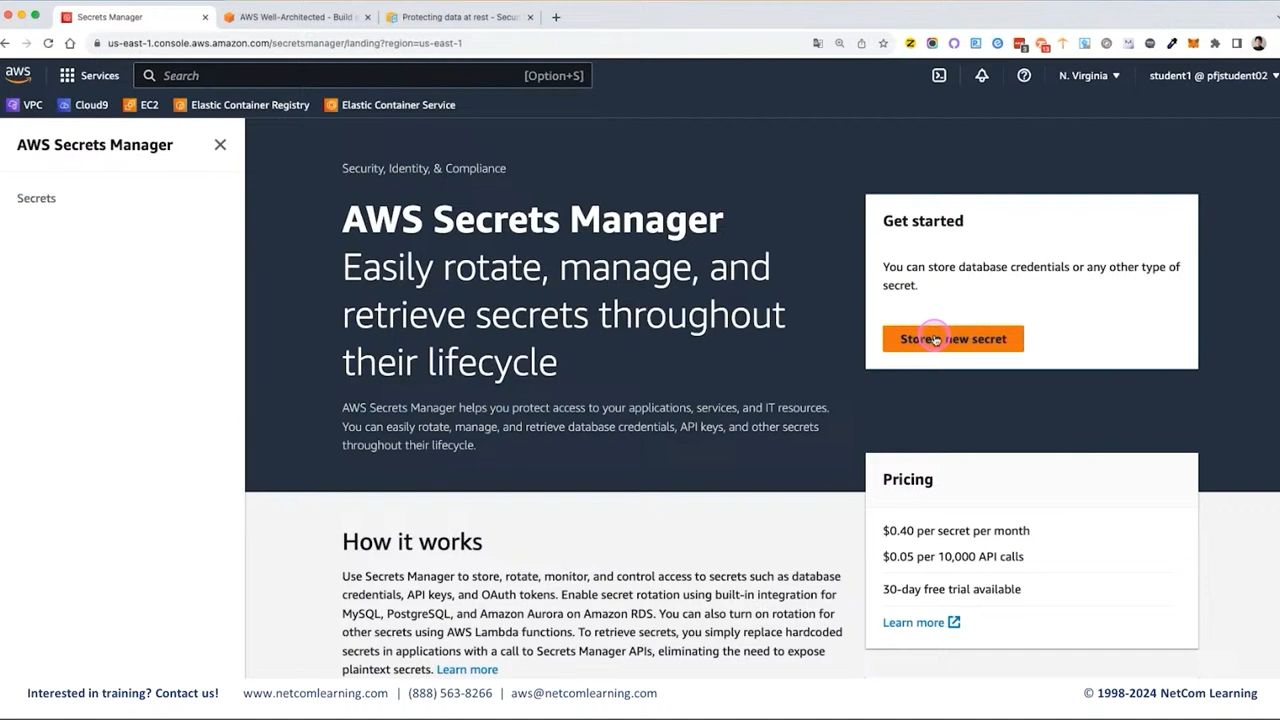 Secrets Manager
AWS Well-Architected - Build
Protecting data at rest - Secu
us-east-1.console.aws.amazon.com/secretsmanager/landing?region=us-east-1
aws
Services
Search
[Option+S]
N. Virginia
student1 @ pfjstudent02
VPC
Cloud9
EC2
Elastic Container Registry
Elastic Container Service
AWS Secrets Manager
Secrets
Security, Identity, & Compliance
AWS Secrets Manager
Easily rotate, manage, and
retrieve secrets throughout
their lifecycle
AWS Secrets Manager helps you protect access to your applications, services, and IT resources.
You can easily rotate, manage, and retrieve database credentials, API keys, and other secrets
throughout their lifecycle.
Get started
You can store database credentials or any other type of
secret.
Store new secret
Pricing
$0.40 per secret per month
$0.05 per 10,000 API calls
30-day free trial available
Learn more
How it works
Use Secrets Manager to store, rotate, monitor, and control access to secrets such as database
credentials, API keys, and OAuth tokens. Enable secret rotation using built-in integration for
MySQL, PostgreSQL, and Amazon Aurora on Amazon RDS. You can also turn on rotation for
other secrets using AWS Lambda functions. To retrieve secrets, you simply replace hardcoded
secrets in applications with a call to Secrets Manager APIs, eliminating the need to expose
plaintext secrets. Learn more
Interested in training? Contact us! www.netcomlearning.com | (888) 563-8266 | aws@netcomlearning.com
© 1998-2024 NetCom Learning